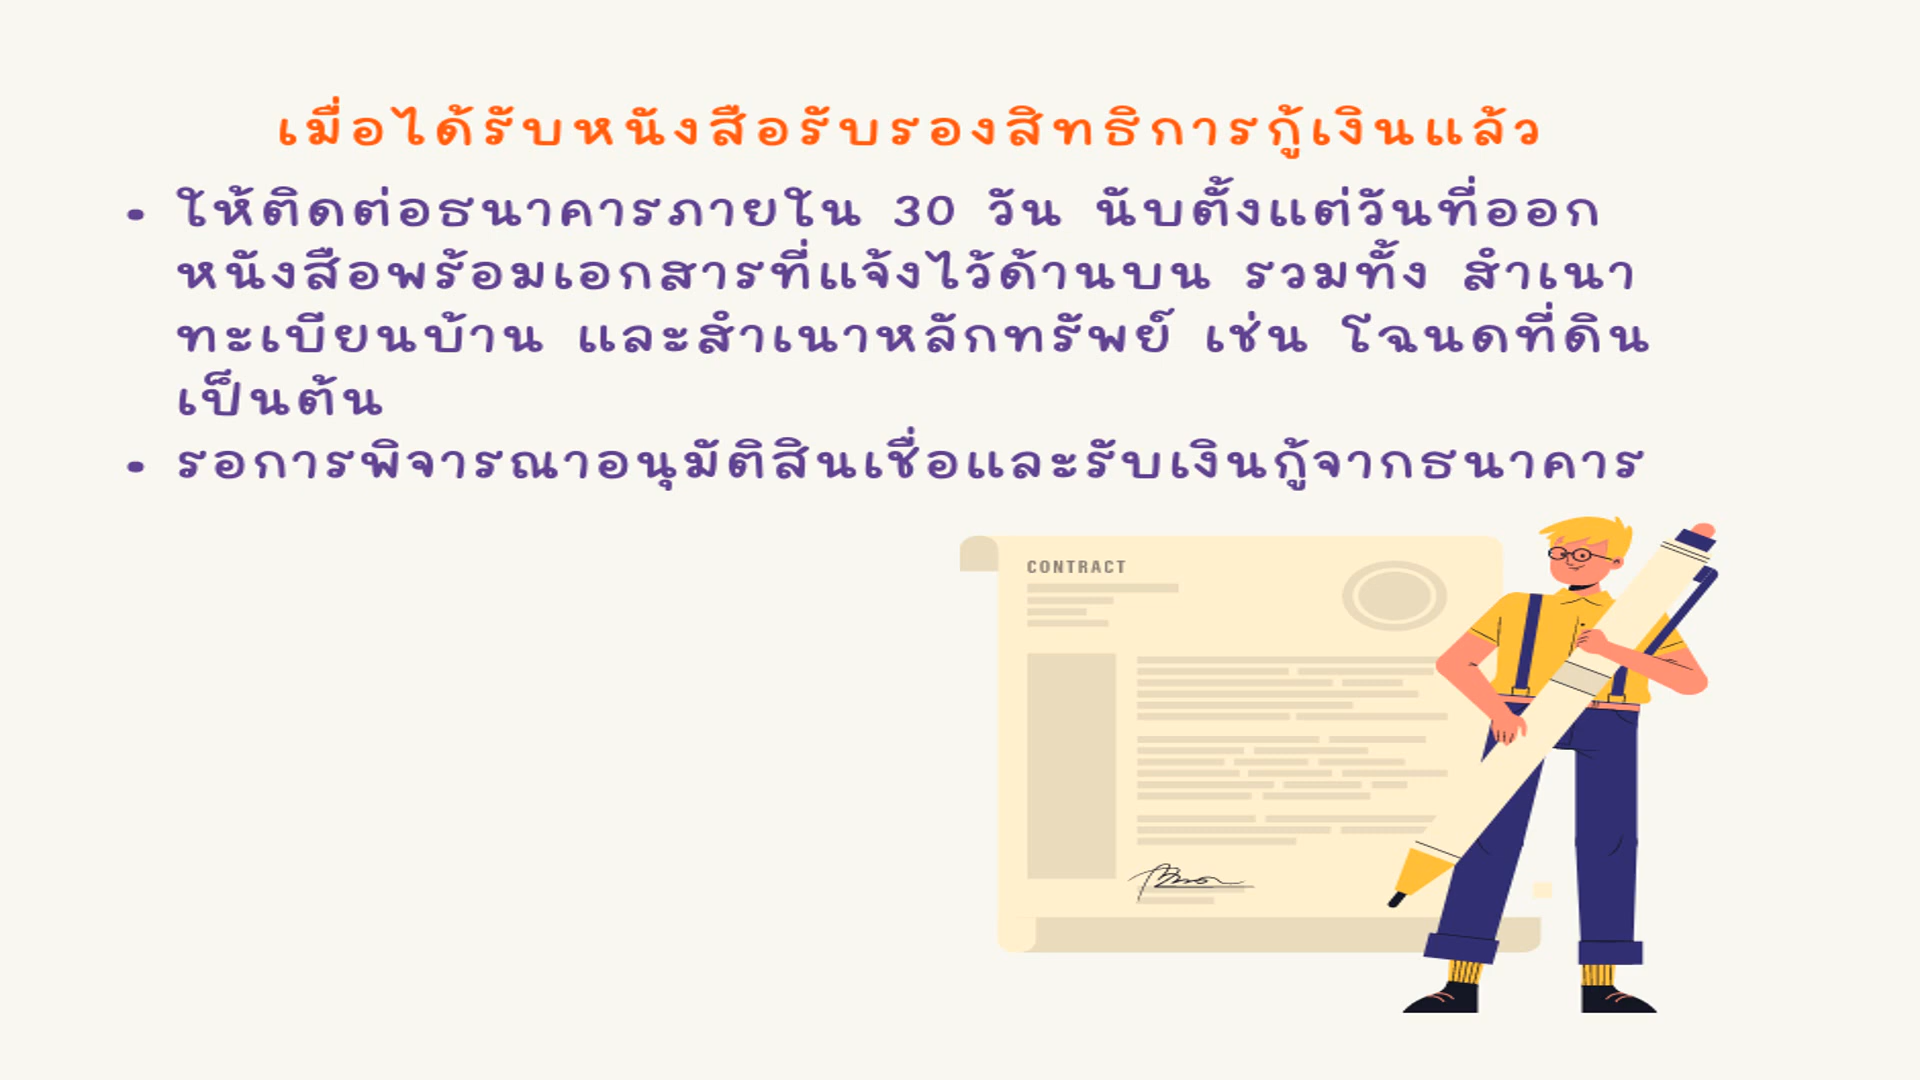 เมื่อได้รับหนังสือรับรองสิทธิการกู้เงินแล้ว
• ให้ติดต่อธนาคารภายใน 30 วัน นับตั้งแต่วันที่ออก
หนังสือพร้อมเอกสารที่แจ้งไว้ด้านบน รวมทั้ง สำเนา
ทะเบียนบ้าน และสำเนาหลักทรัพย์ เช่น โฉนดที่ดิน
เป็นต้น
• รอการพิจารณาอนุมัติสินเชื่อและรับเงินกู้จากธนาคาร
CONTRACT